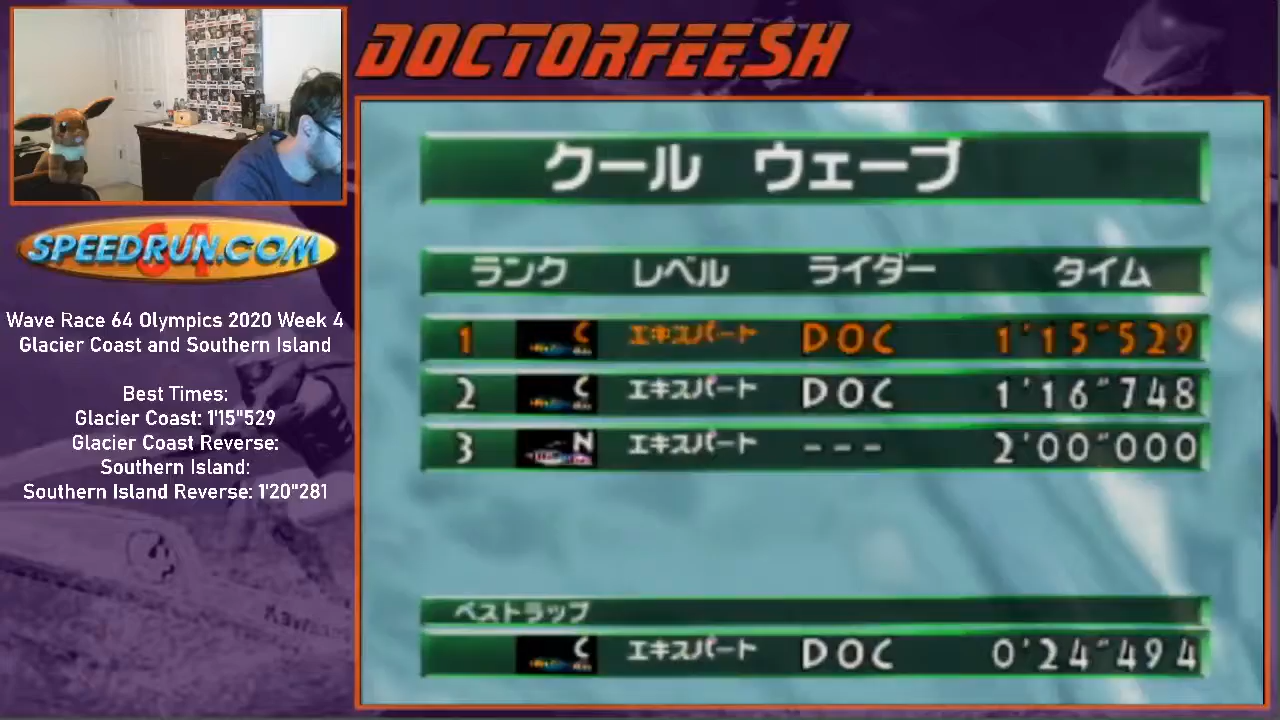 DOCTORFEESH
SPEEDRUN.COM
64
Wave Race 64 Olympics 2020 Week 4
Glacier Coast and Southern Island
Best Times:
Glacier Coast: 1'15"529
Glacier Coast Reverse:
Southern Island:
Southern Island Reverse: 1'20"281
クール ウェーブ
ランク レベル ライダー タイム
1 C エキスパート DOC 1'15"529
2 C エキスパート DOC 1'16"748
3 N エキスパート --- 2'00"000
ベストラップ
C エキスパート DOC 0'24"494